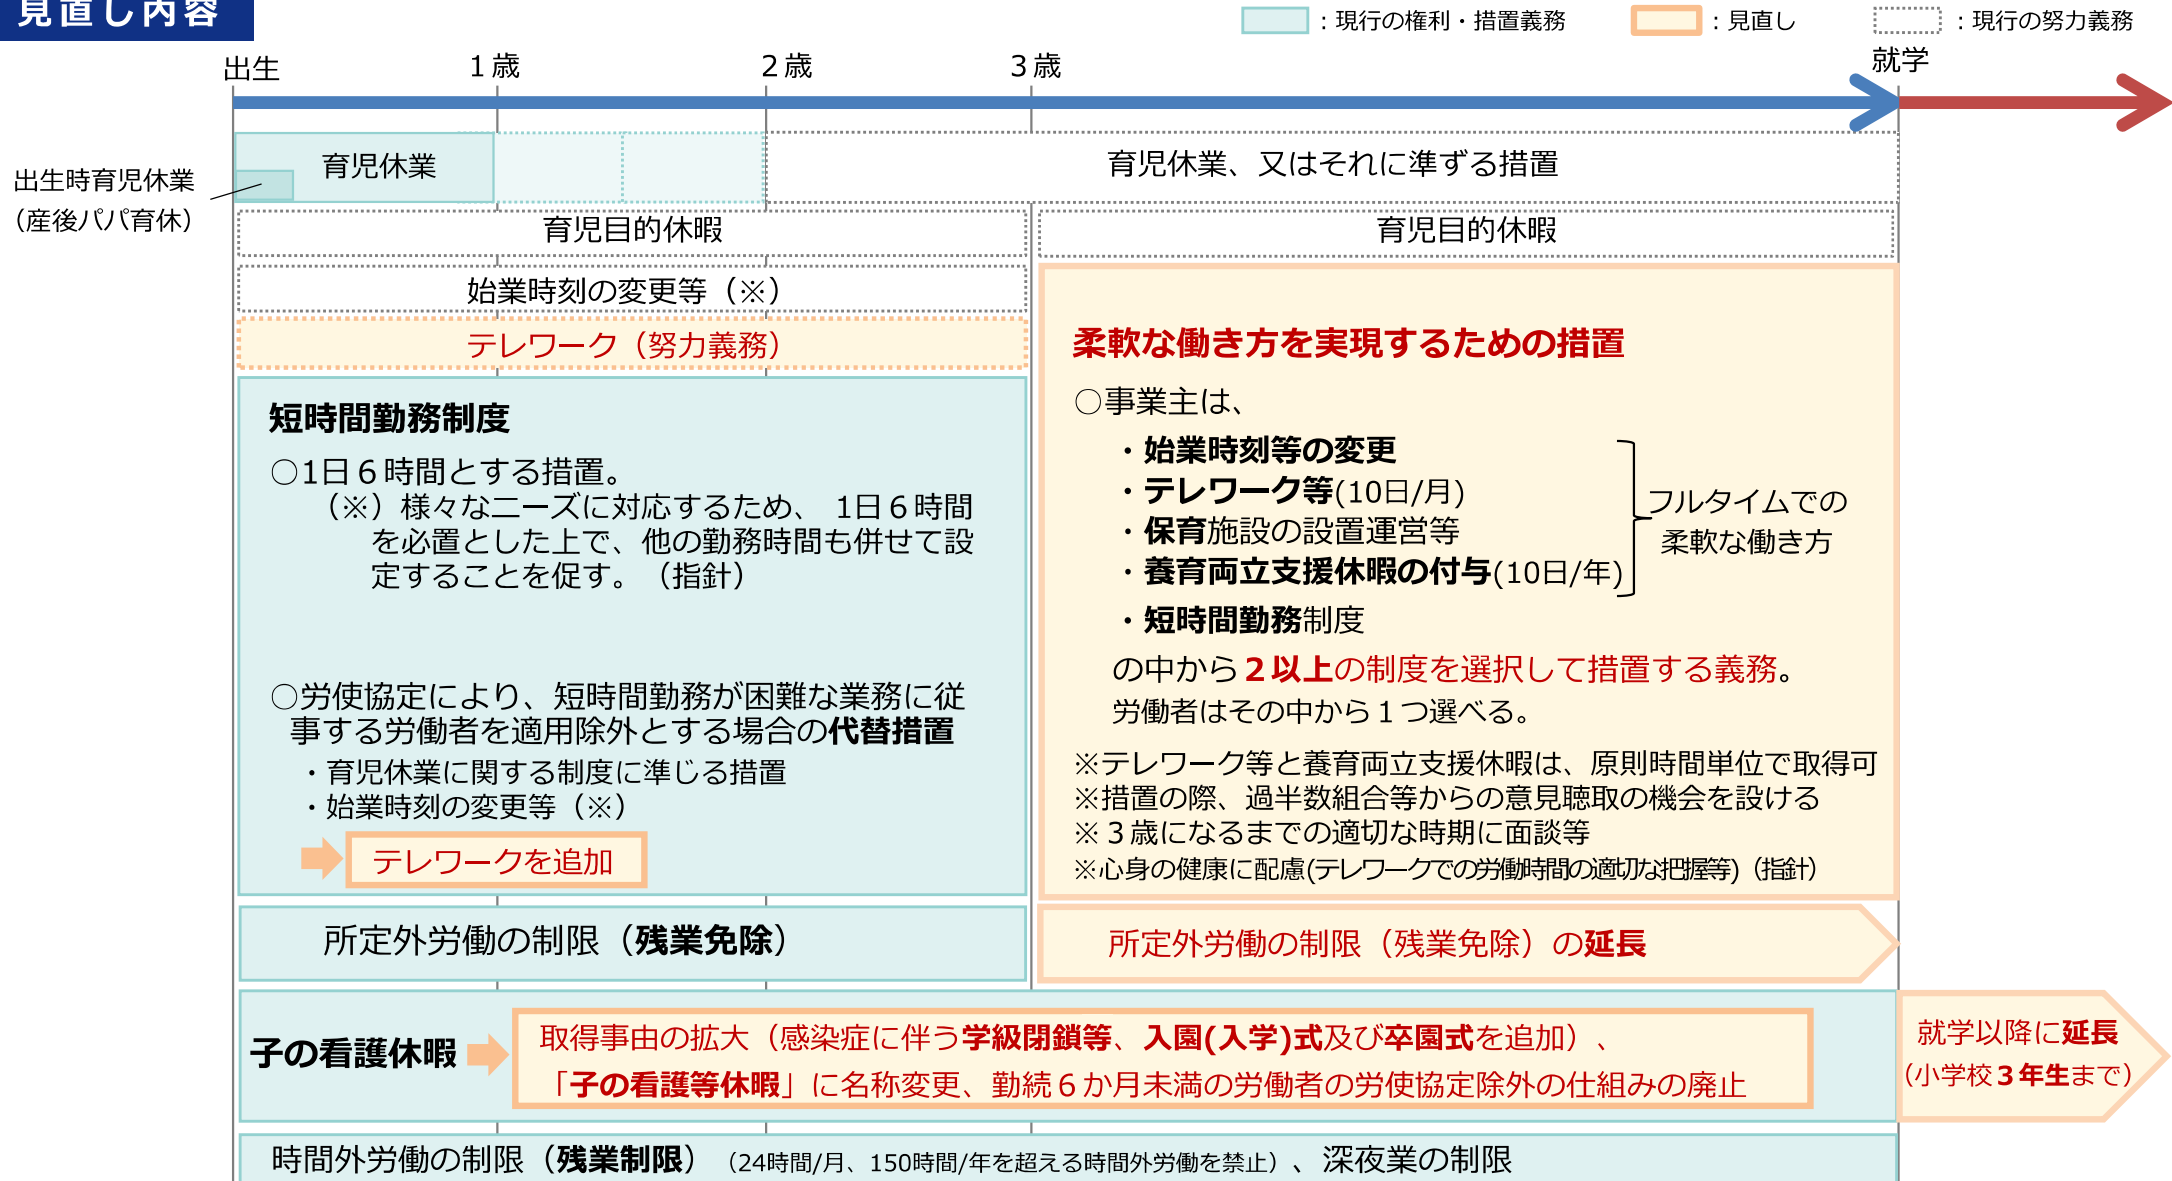 見直し内容
：現行の権利・措置義務
：見直し
：現行の努力義務
出生
１歳
２歳
３歳
就学
育児休業
育児休業、又はそれに準ずる措置
出生時育児休業
（産後パパ育休）
育児目的休暇
育児目的休暇
始業時刻の変更等（※）
テレワーク（努力義務）
短時間勤務制度
○1日６時間とする措置。
（※）様々なニーズに対応するため、 1日６時間
を必置とした上で、他の勤務時間も併せて設
定することを促す。（指針）
○労使協定により、短時間勤務が困難な業務に従
事する労働者を適用除外とする場合の代替措置
・育児休業に関する制度に準じる措置
・始業時刻の変更等（※）
テレワークを追加
柔軟な働き方を実現するための措置
○事業主は、
・始業時刻等の変更
・テレワーク等(10日/月)
・保育施設の設置運営等
・養育両立支援休暇の付与(10日/年)
・短時間勤務制度
フルタイムでの
柔軟な働き方
の中から２以上の制度を選択して措置する義務。
労働者はその中から１つ選べる。
※テレワーク等と養育両立支援休暇は、原則時間単位で取得可
※措置の際、過半数組合等からの意見聴取の機会を設ける
※３歳になるまでの適切な時期に面談等
※心身の健康に配慮(テレワークでの労働時間の適切な把握等)（指針）
所定外労働の制限（残業免除）
所定外労働の制限（残業免除）の延長
子の看護休暇
取得事由の拡大（感染症に伴う学級閉鎖等、入園(入学)式及び卒園式を追加）、
「子の看護等休暇」に名称変更、勤続６か月未満の労働者の労使協定除外の仕組みの廃止
就学以降に延長
（小学校３年生まで）
時間外労働の制限（残業制限）（24時間/月、150時間/年を超える時間外労働を禁止）、深夜業の制限